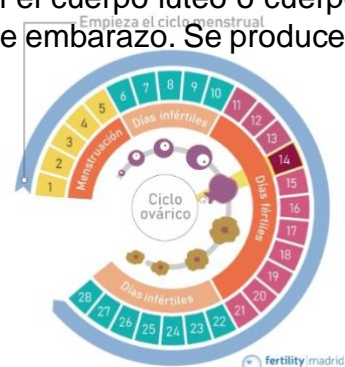 n el cuerpo lúteo o cuerpo
Empieza el ciclo menstrual
e embarazo. Se produce
1
2
3
4
5
6
7
8
9
10
11
12
13
14
15
16
17
18
19
20
21
22
23
24
25
26
27
28
Menstruación
Días infértiles
Días fértiles
Días infértiles
Ciclo
ovárico
fertility madrid